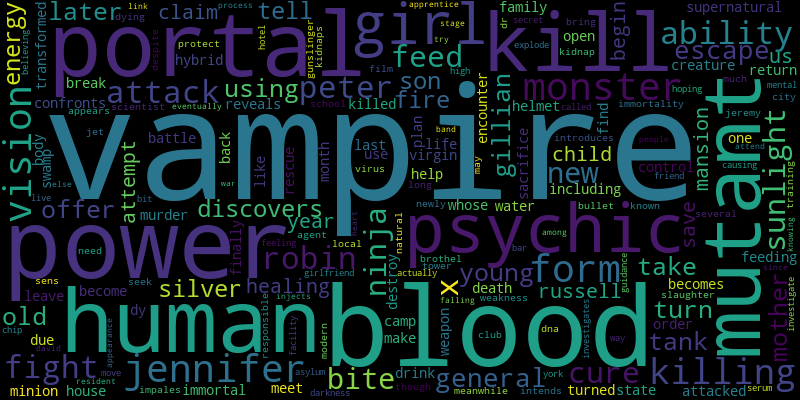 later claim tell family supernatural
energy transformed believing portal dying link process secret girl kill apprentice stage try bring dr explode kidnap begin open ability us
protect despite hybrid hotel gunslinger kidnaps feed escape creature return
break attack using peter son film high monster much mental city
vision confronts appears scientist eventually reveals killed school fire encounter gillian helmet called immortality hoping find jeremy
vampire introduces people mutant sunlight
body swamp jet battle back like rescue month last use plan band life virgin may sacrifice child one attend causing mansion training
else live bit war virus help long new control friend knowing
offer attempt murder discovers year agent heart ninja natural newly whose water including bullet known save several feeding
power need finally feeling robin local girlfriend actually destroy psychic brothel tower bar among young form guidance take mother since investigate
sens seek leave become silver healing x falling weakness death russell becomes slaughter
old human dy responsible injects facility modern blood camp make weapon club dna investigates way turn order tank
due chip david appearance jennifer killing
fight move resident asylum bite drink though general york cure attacked serum
minion house impales immortal darkness meet meanwhile intends turned state